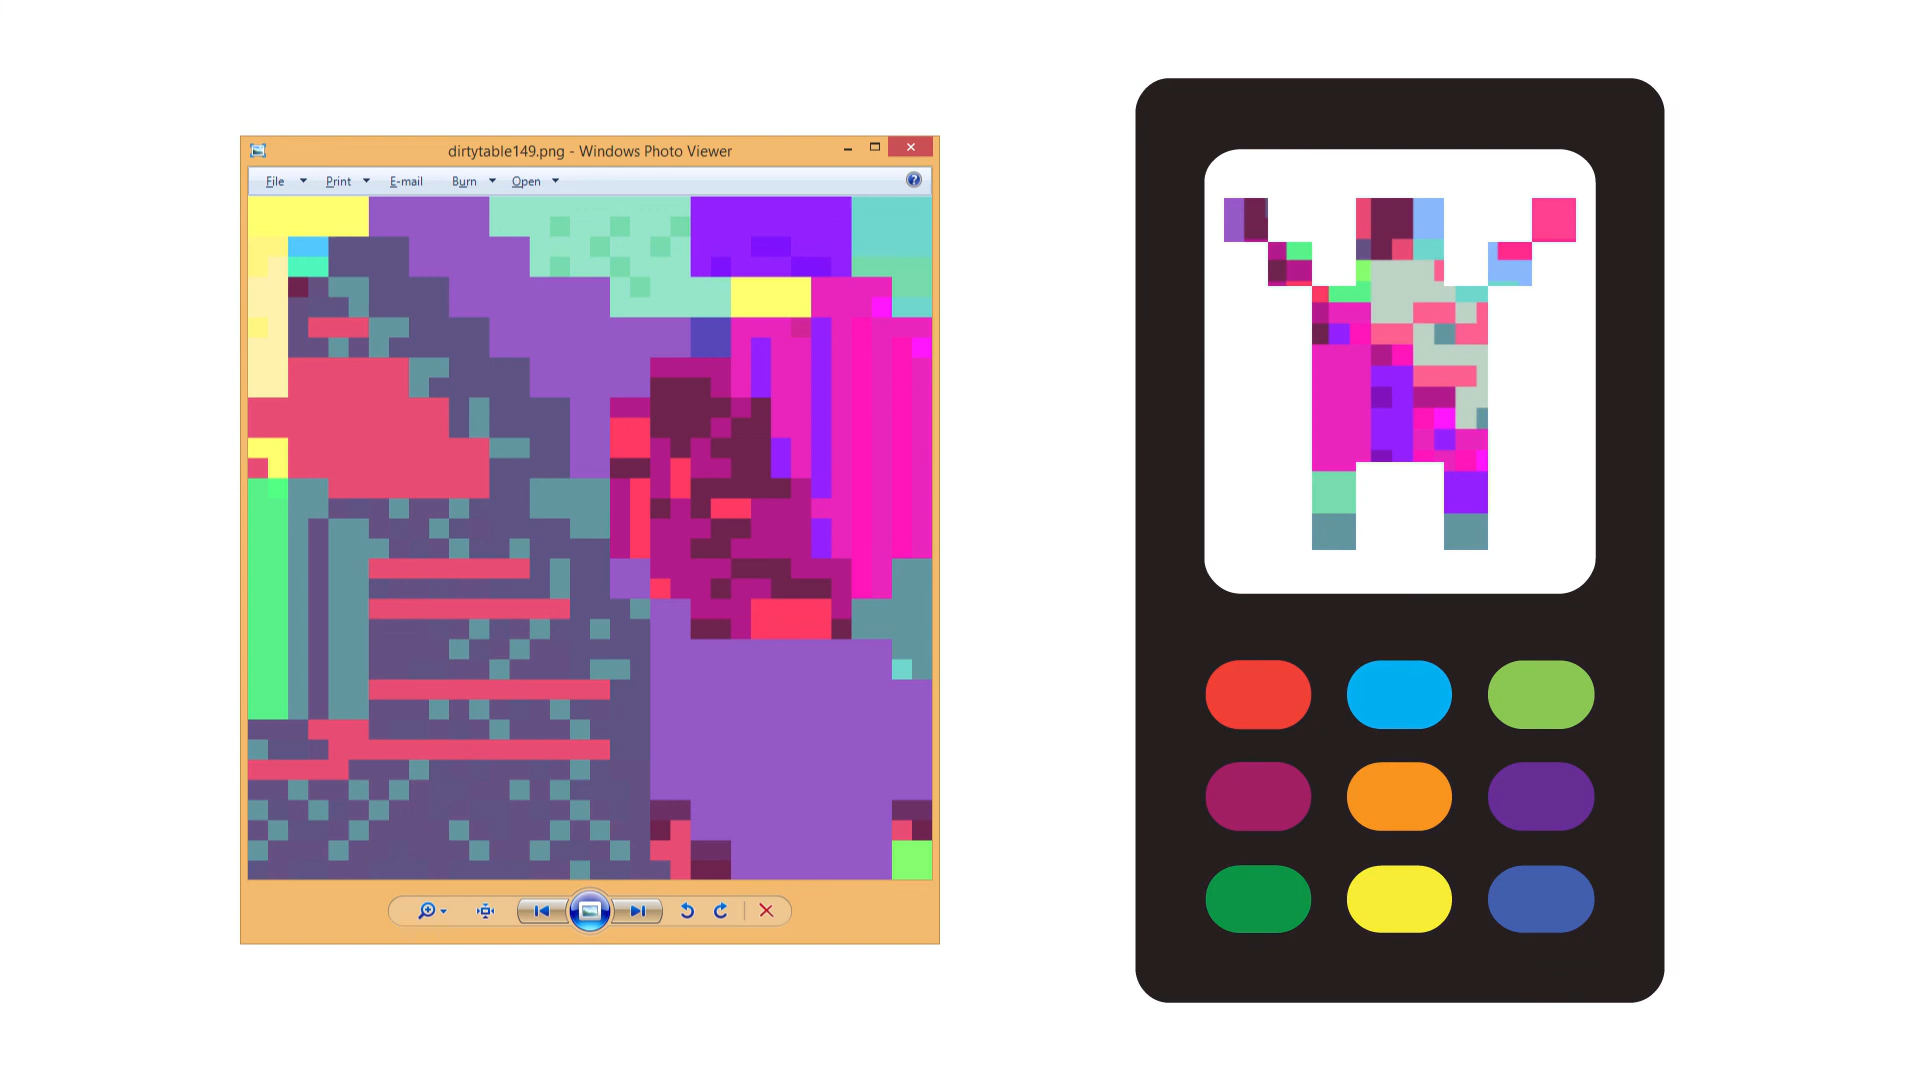 dirtytable149.png - Windows Photo Viewer
File Print E-mail Burn Open ?